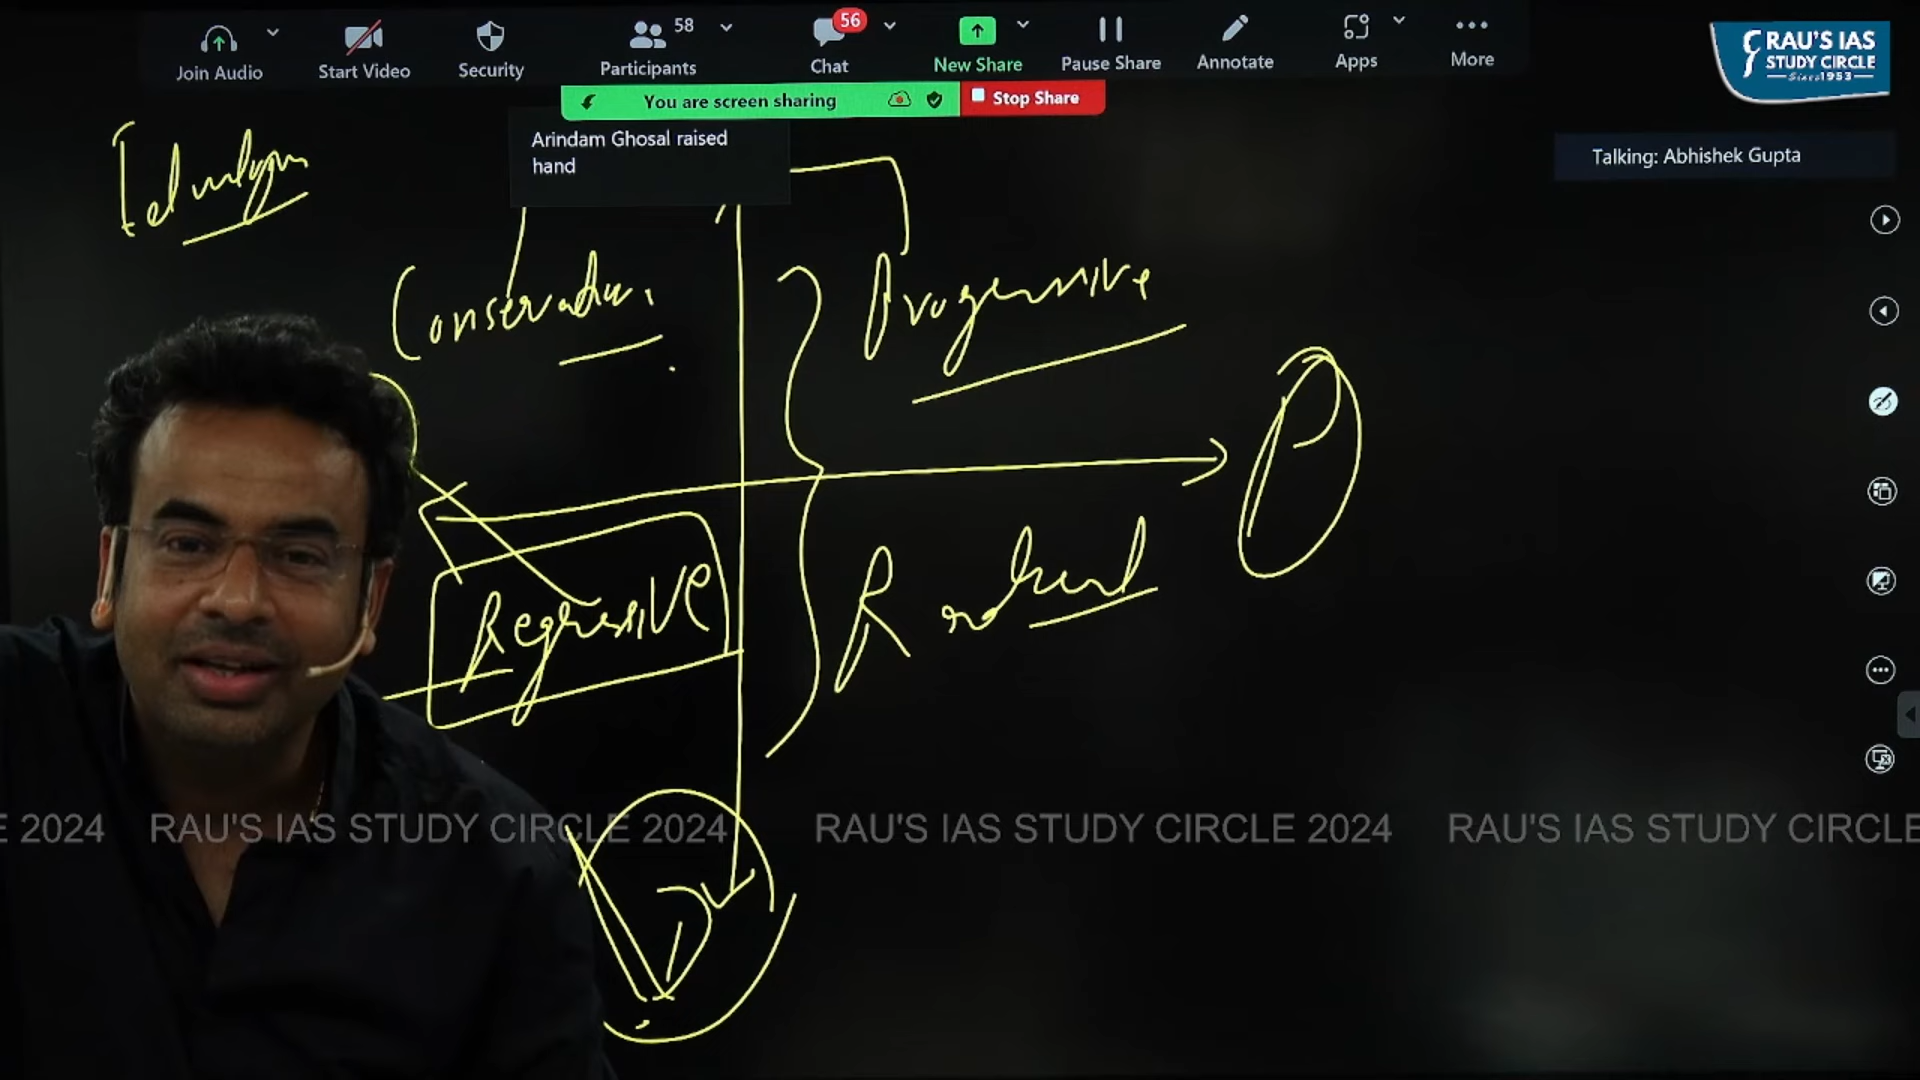 58
56
Join Audio
Start Video
Security
Participants
Chat
New Share
Pause Share
Annotate
Apps
More
You are screen sharing
Stop Share
RAU'S IAS
STUDY CIRCLE
Since 1953
Arindam Ghosal raised
hand
Talking: Abhishek Gupta
Progressive
Regressive
P
E 2024 RAU'S IAS STUDY CIRCLE 2024 RAU'S IAS STUDY CIRCLE 2024 RAU'S IAS STUDY CIRCLE